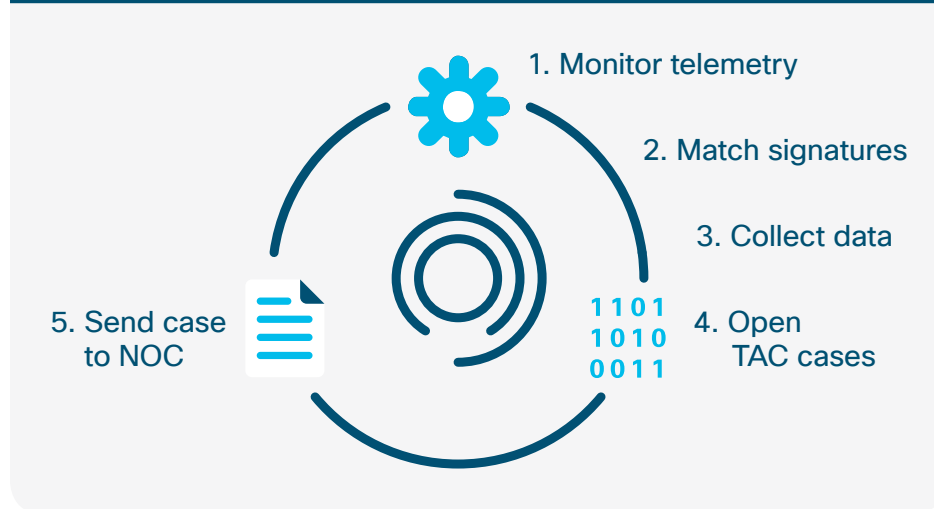 1. Monitor telemetry
2. Match signatures
3. Collect data
1101
1010
0011
4. Open
TAC cases
5. Send case
to NOC